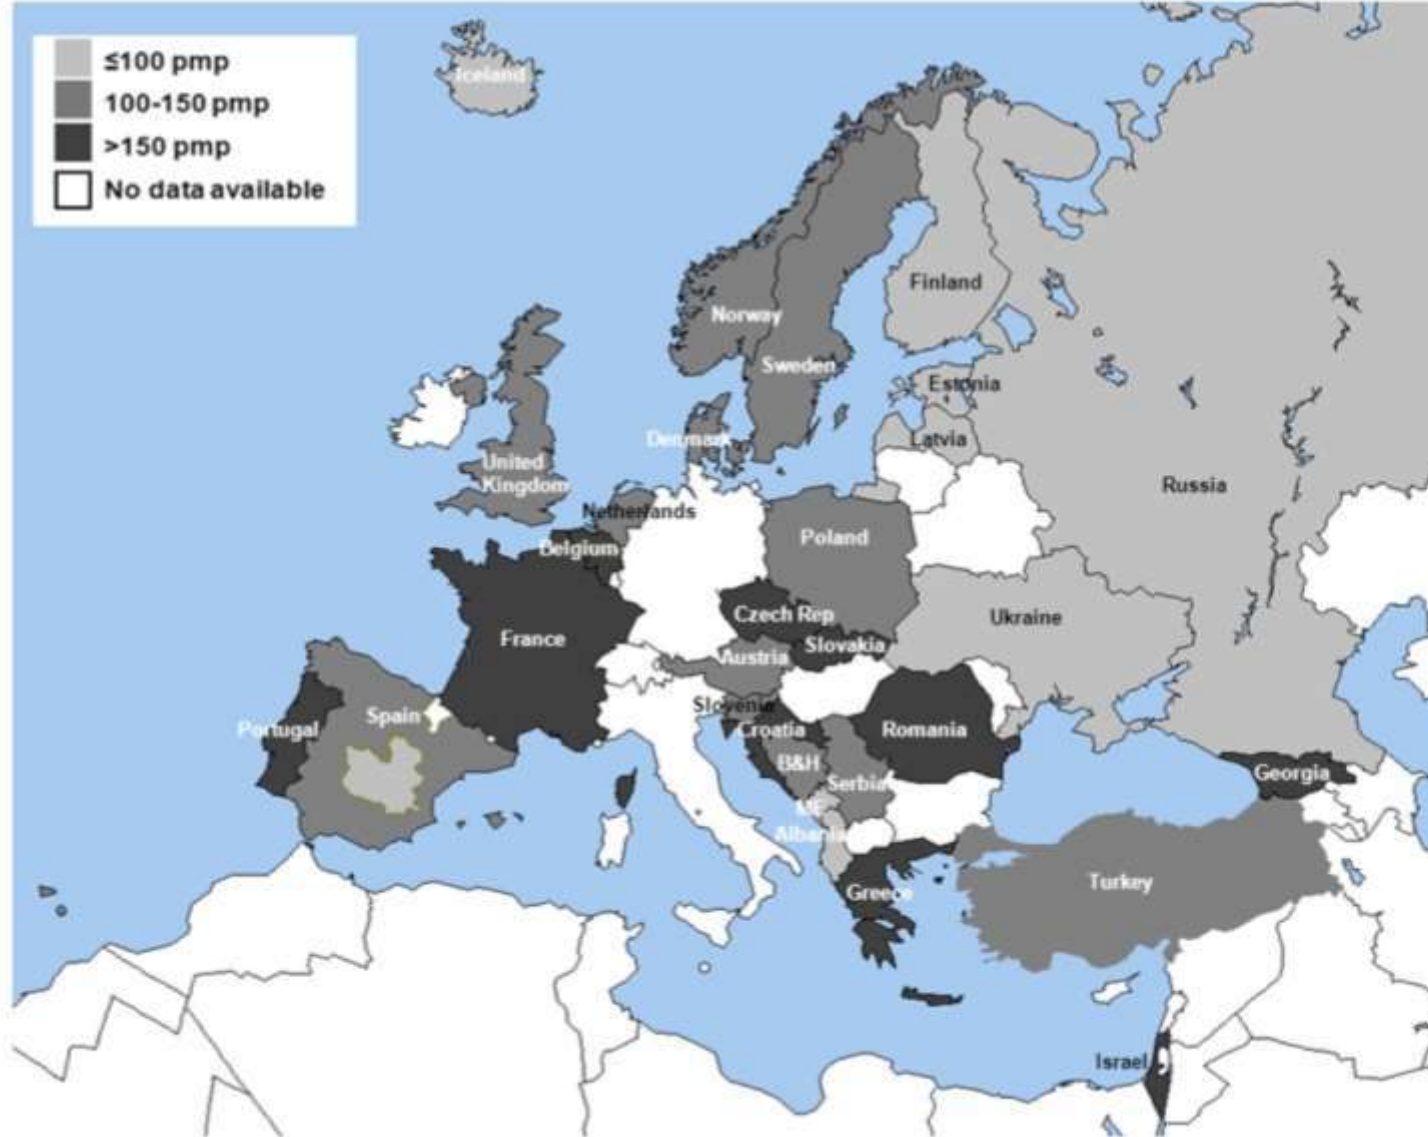 ≤100 pmp
100-150 pmp
>150 pmp
No data available
Iceland
Finland
Norway
Sweden
Estonia
Denmark
Latvia
United
Kingdom
Russia
Netherlands
Poland
Belgium
Czech Rep
Ukraine
France
Slovakia
Austria
Slovenia
Spain
Portugal
Croatia
Romania
B&H
Georgia
Serbia
ME
Albania
Turkey
Greece
Israel